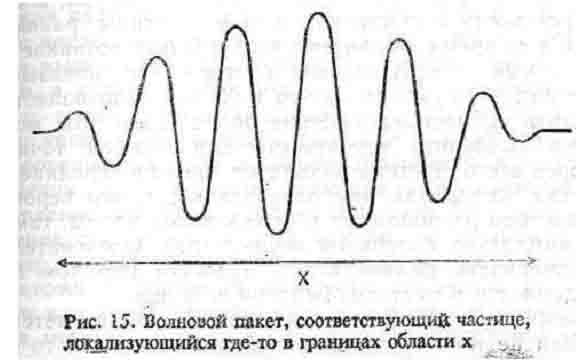 X
Рис. 15. Волновой пакет, соответствующий частице,
локализующийся где-то в границах области x